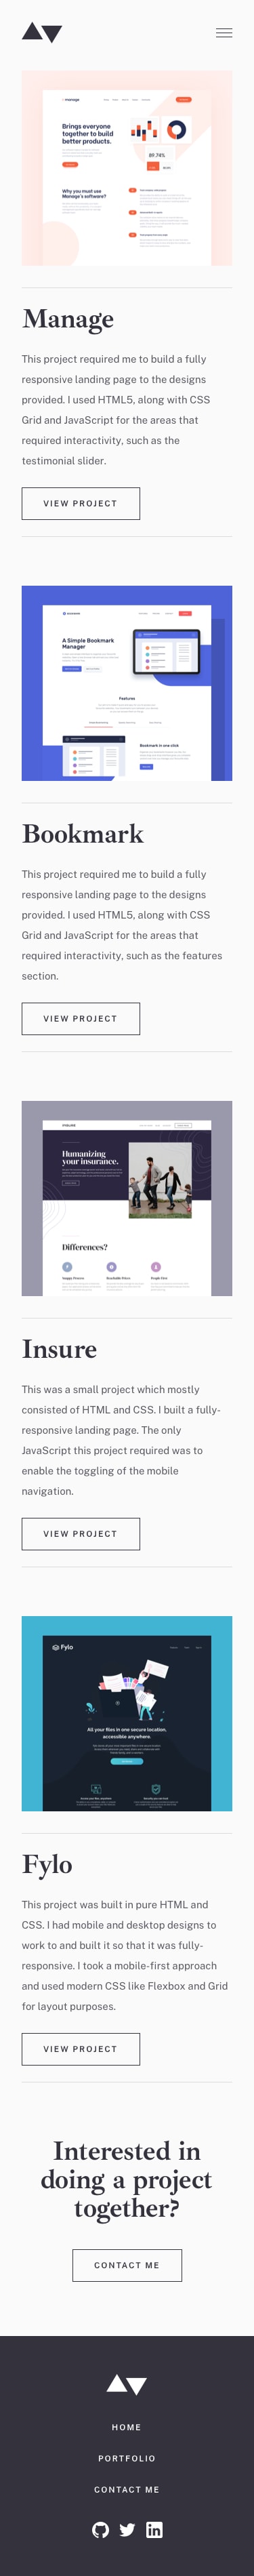 manage
Brings everyone
together to build
better products.
89.74%
Why you must use
Manage's software?
Manage
This project required me to build a fully
responsive landing page to the designs
provided. I used HTML5, along with CSS
Grid and JavaScript for the areas that
required interactivity, such as the
testimonial slider.
VIEW PROJECT
A Simple Bookmark
Manager
Features
Bookmark in one click
Bookmark
This project required me to build a fully
responsive landing page to the designs
provided. I used HTML5, along with CSS
Grid and JavaScript for the areas that
required interactivity, such as the features
section.
VIEW PROJECT
Humanizing
your insurance.
Differences?
Snappy Process
Affordable Prices
People First
Insure
This was a small project which mostly
consisted of HTML and CSS. I built a fully-
responsive landing page. The only
JavaScript this project required was to
enable the toggling of the mobile
navigation.
VIEW PROJECT
Fylo
All your files in one secure location,
accessible anywhere.
Fylo
This project was built in pure HTML and
CSS. I had mobile and desktop designs to
work to and built it so that it was fully-
responsive. I took a mobile-first approach
and used modern CSS like Flexbox and Grid
for layout purposes.
VIEW PROJECT
Interested in
doing a project
together?
CONTACT ME
HOME
PORTFOLIO
CONTACT ME